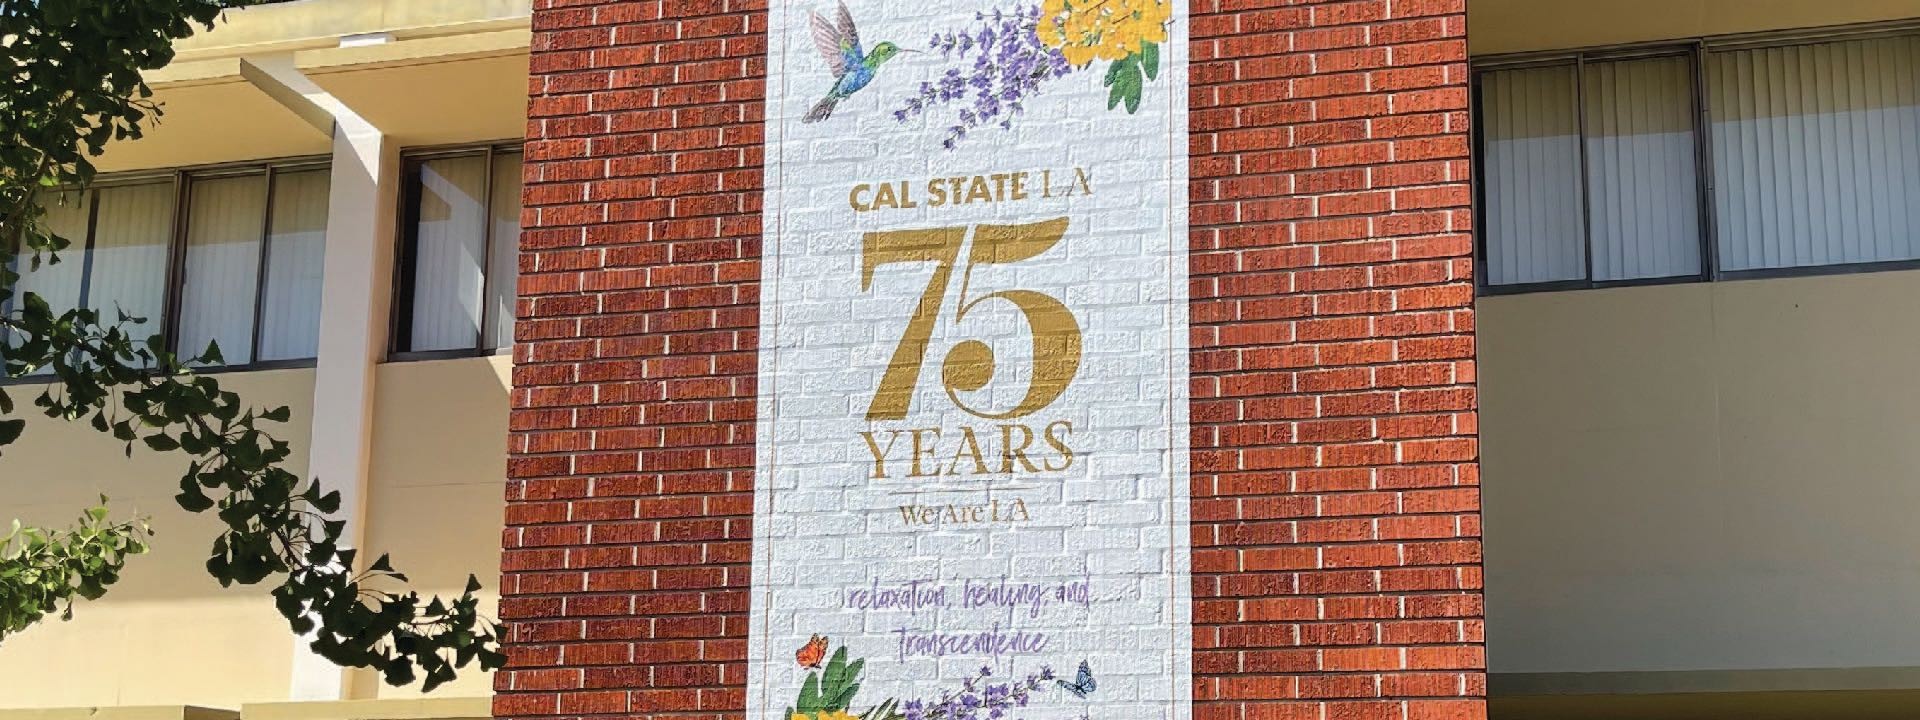 CAL STATE LA
75
YEARS
We Are LA
relaxation, healing, and
transcendence